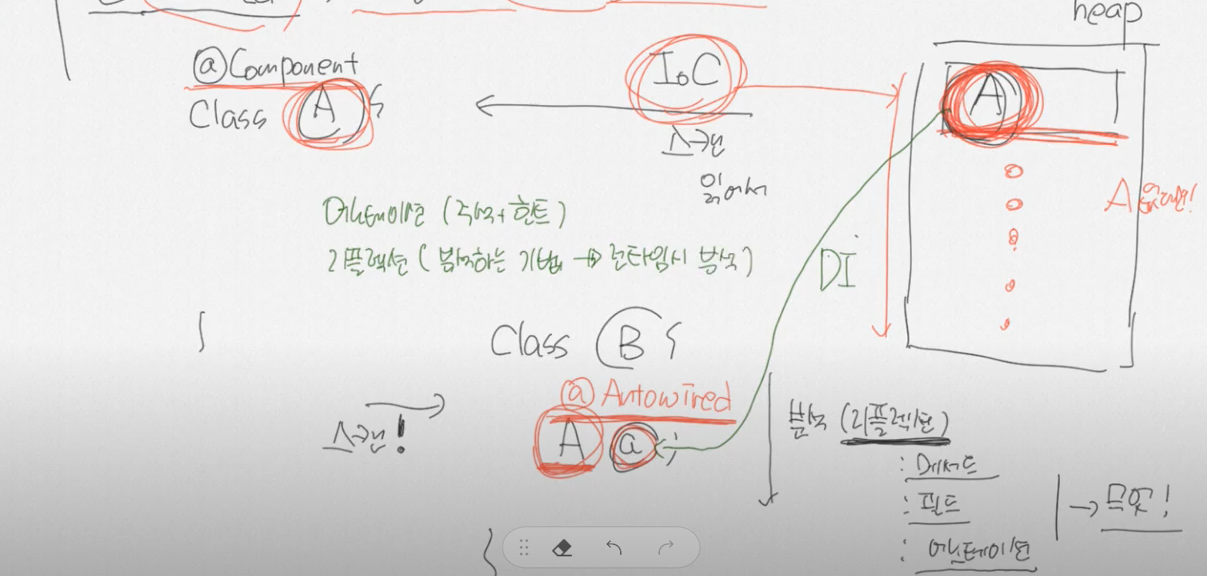 heap
@Component
Class A {
IoC
A
스캔
읽어서
A 없다면!
어노테이션 (주석+힌트)
리플렉션 (분석하는 기법 → 런타임시 분석)
DI
}
Class B {
@ Autowired
A a ;
스캔!
분석 (리플렉션)
: 메서드
: 필드
: 어노테이션
→ 무엇!
}